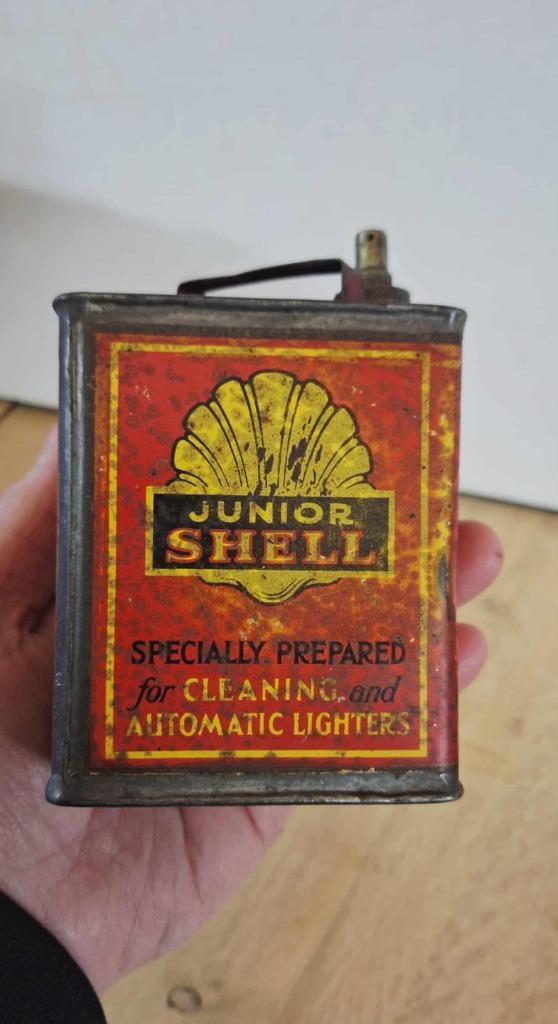 JUNIOR
SHELL
SPECIALLY PREPARED
for CLEANING and
AUTOMATIC LIGHTERS